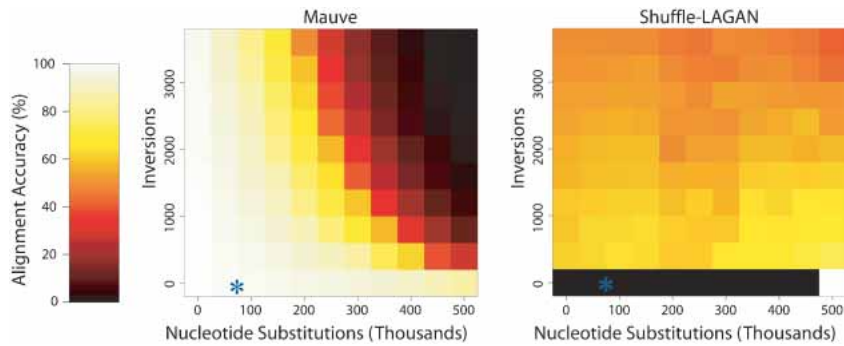 Mauve
Shuffle-LAGAN
Alignment Accuracy (%)
100
80
60
40
20
0
Inversions
3000
2000
1000
0
*
0 100 200 300 400 500
Nucleotide Substitutions (Thousands)
Inversions
3000
2000
1000
0
*
0 100 200 300 400 500
Nucleotide Substitutions (Thousands)